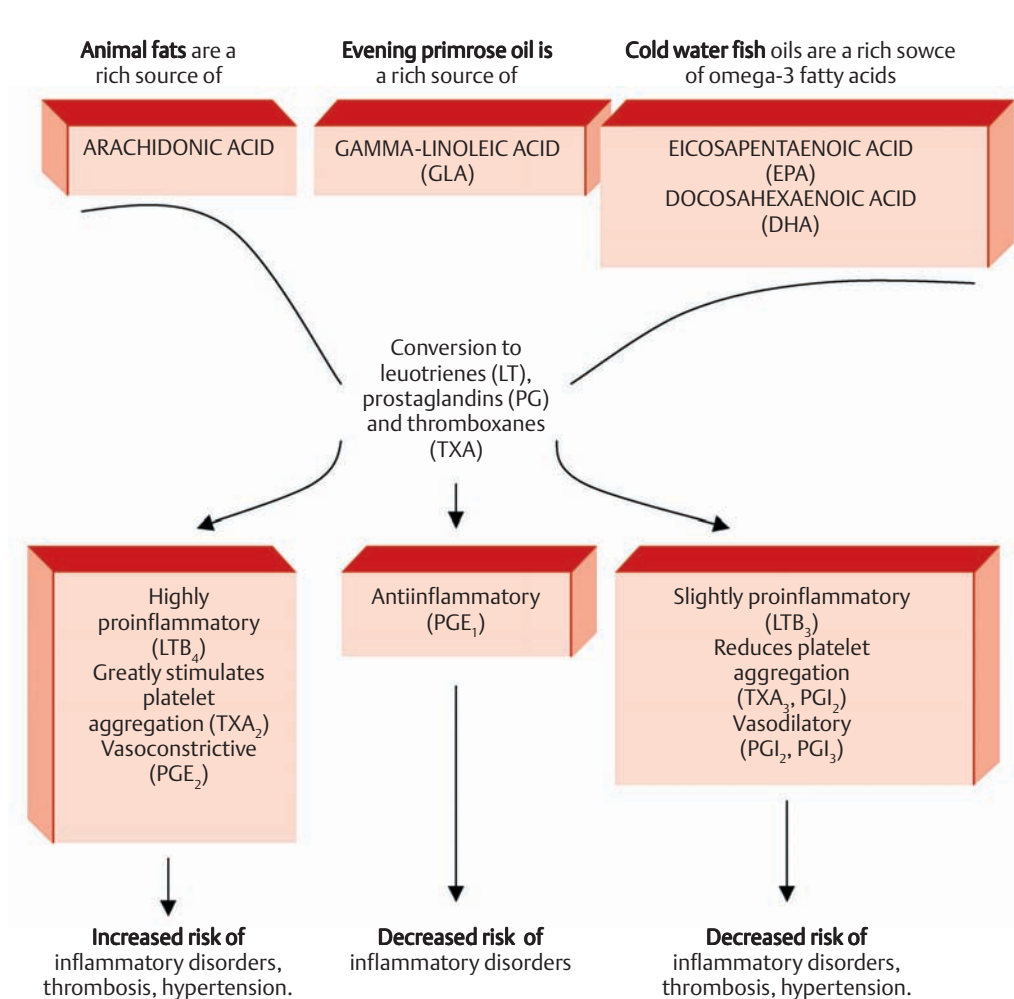 Animal fats are a
rich source of
Evening primrose oil is
a rich source of
Cold water fish oils are a rich sowce
of omega-3 fatty acids
ARACHIDONIC ACID
GAMMA-LINOLEIC ACID
(GLA)
EICOSAPENTAENOIC ACID
(EPA)
DOCOSAHEXAENOIC ACID
(DHA)
Conversion to
leuotrienes (LT),
prostaglandins (PG)
and thromboxanes
(TXA)
Highly
proinflammatory
(LTB₄)
Greatly stimulates
platelet
aggregation (TXA₂)
Vasoconstrictive
(PGE₂)
Antiinflammatory
(PGE₁)
Slightly proinflammatory
(LTB₃)
Reduces platelet
aggregation
(TXA₃, PGI₂)
Vasodilatory
(PGI₂, PGI₃)
Increased risk of
inflammatory disorders,
thrombosis, hypertension.
Decreased risk of
inflammatory disorders
Decreased risk of
inflammatory disorders,
thrombosis, hypertension.